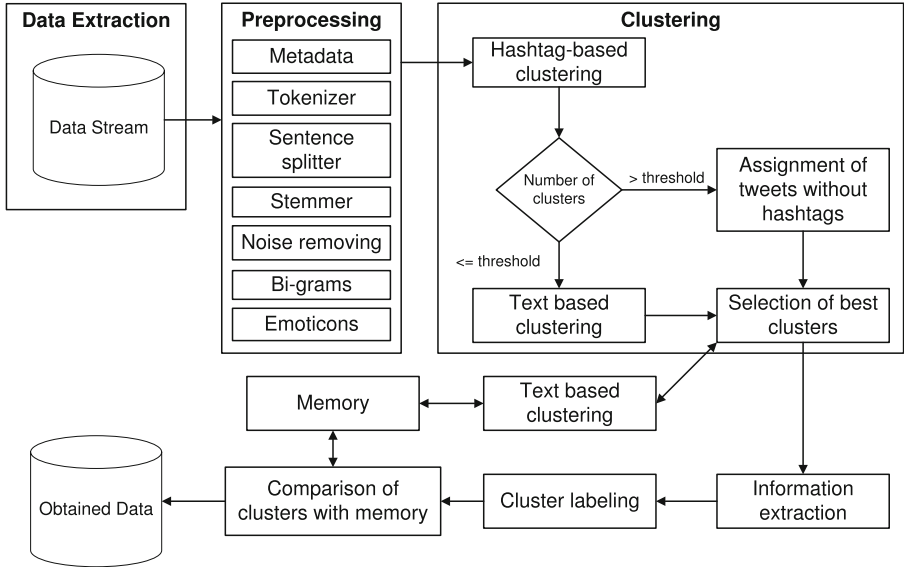 Data Extraction
Data Stream
Preprocessing
Metadata
Tokenizer
Sentence
splitter
Stemmer
Noise removing
Bi-grams
Emoticons
Clustering
Hashtag-based
clustering
Number of
clusters
> threshold
<= threshold
Assignment of
tweets without
hashtags
Text based
clustering
Selection of best
clusters
Memory
Text based
clustering
Obtained Data
Comparison of
clusters with memory
Cluster labeling
Information
extraction